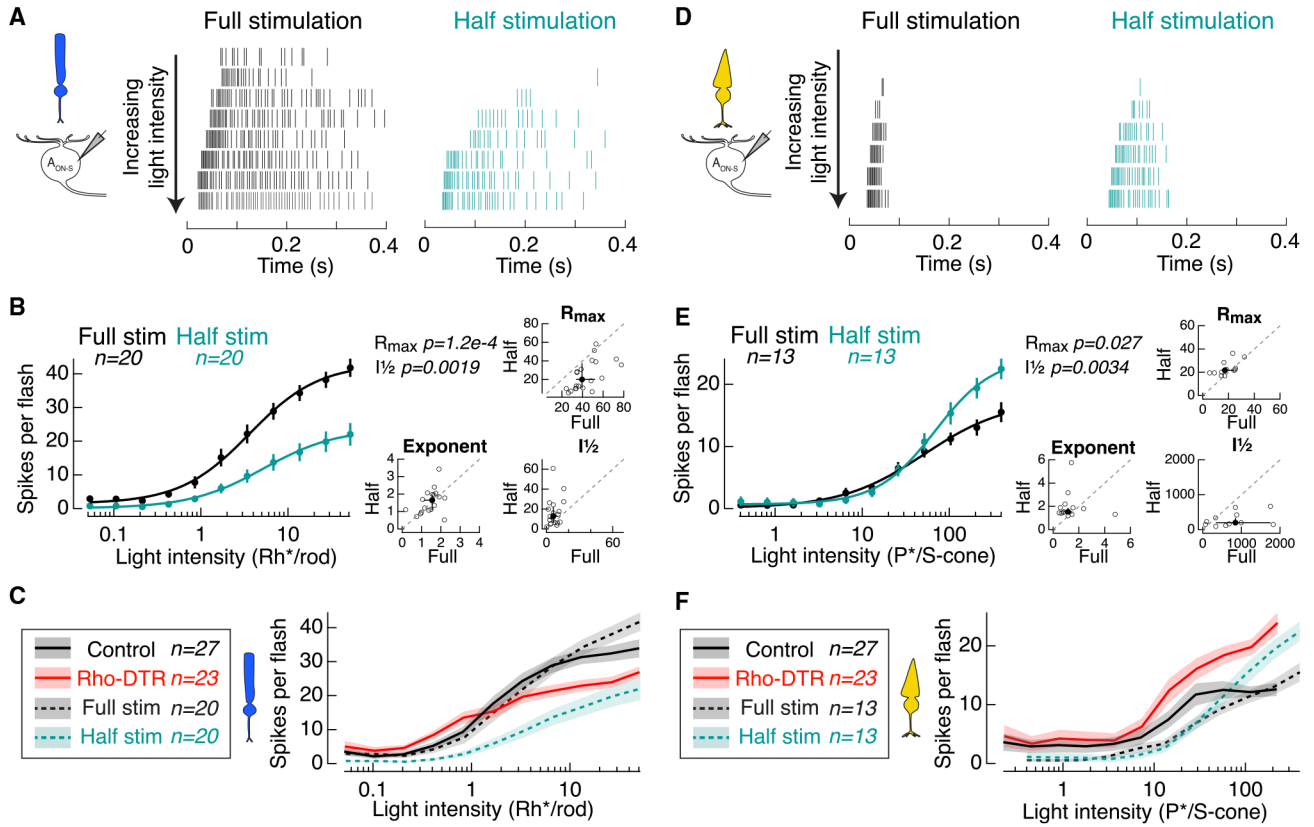 A
Full stimulation
Half stimulation
Increasing
light intensity
A ON-S
0
0.2
0.4
Time (s)
0
0.2
0.4
Time (s)
D
Full stimulation
Half stimulation
Increasing
light intensity
A ON-S
0
0.2
0.4
Time (s)
0
0.2
0.4
Time (s)
B
Full stim
n=20
Half stim
n=20
Rmax p=1.2e-4
I½ p=0.0019
Spikes per flash
40
30
20
10
0
0.1
1
10
Light intensity (Rh*/rod)
Rmax
Half
80
60
40
20
20
40
60
80
Full
Exponent
Half
4
2
0
0
2
4
Full
I½
Half
60
30
0
0
60
Full
E
Full stim
n=13
Half stim
n=13
Rmax p=0.027
I½ p=0.0034
Spikes per flash
20
10
0
1
10
100
Light intensity (P*/S-cone)
Rmax
Half
60
40
20
0
0
20
40
60
Full
Exponent
Half
6
4
2
0
0
2
4
6
Full
I½
Half
2000
1000
0
0
1000
2000
Full
C
Control n=27
Rho-DTR n=23
Full stim n=20
Half stim n=20
Spikes per flash
40
30
20
10
0
0.1
1
10
Light intensity (Rh*/rod)
F
Control n=27
Rho-DTR n=23
Full stim n=13
Half stim n=13
Spikes per flash
20
10
0
1
10
100
Light intensity (P*/S-cone)